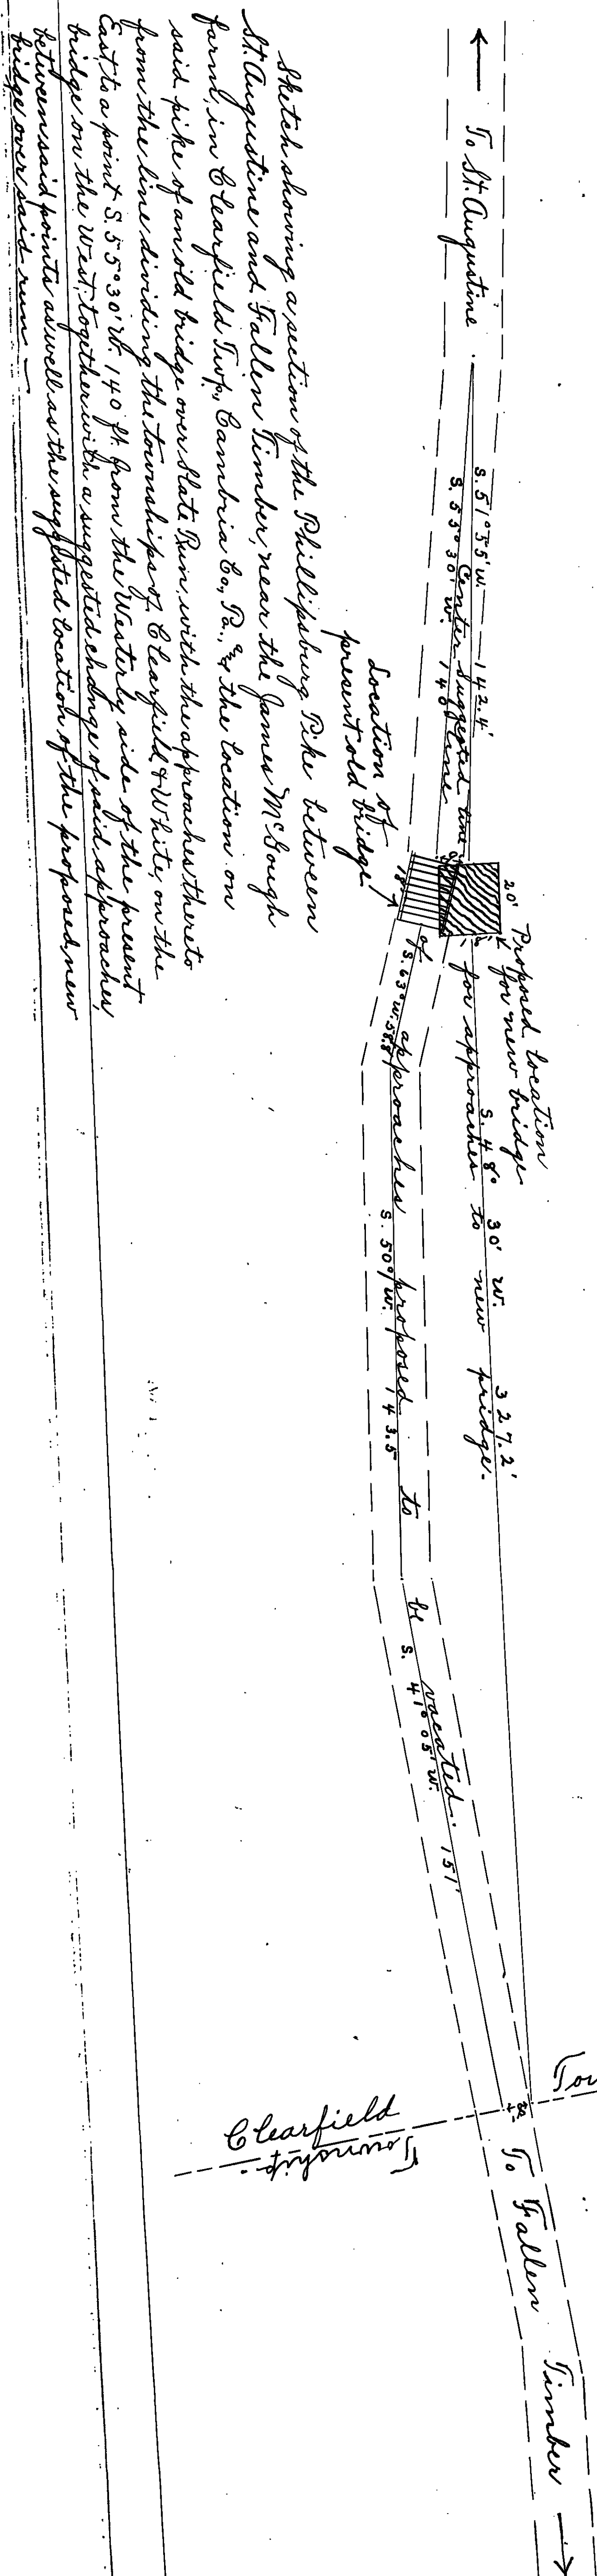 Sketch showing a section of the Phillipsburg Pike between
St. Augustine and Fallen Timber, near the James McGough
farm, in Clearfield Twp., Cambria Co., Pa., & the location on
said pike of an old bridge over Slate Run, with the approaches thereto
from the line dividing the townships of Clearfield & White, on the
East, to a point S. 55° 30' W. 140 ft. from the Westerly side of the present
bridge on the West, together with a suggested change of said approaches,
between said points as well as the suggested location of the proposed, new
bridge over said run
To St. Augustine
S. 51° 55' W. 142.4'
Center suggested line
S. 55° 30' W. 140'
Location of
present old bridge
18'
20'
Proposed location
for new bridge
for approaches to new bridge.
S. 48° 30' W. 327.2'
of approaches proposed to be vacated.
S. 63° W. 58.8'
S. 50° W. 143.5
S. 41° 05' W. 151'
Clearfield
Township.
To Fallen Timber